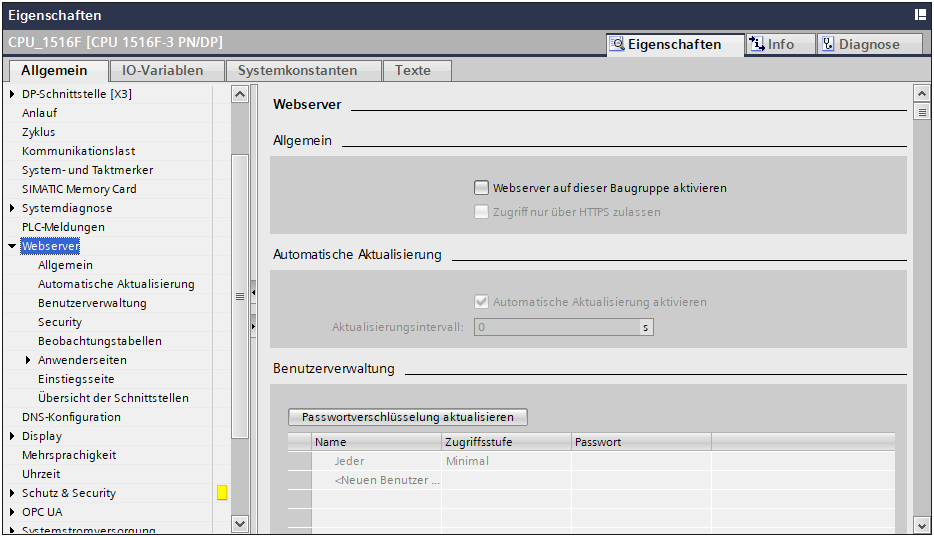 Eigenschaften
CPU_1516F [CPU 1516F-3 PN/DP]
Eigenschaften
Info
Diagnose
Allgemein
IO-Variablen
Systemkonstanten
Texte
DP-Schnittstelle [X3]
Anlauf
Zyklus
Kommunikationslast
System- und Taktmerker
SIMATIC Memory Card
Systemdiagnose
PLC-Meldungen
Webserver
Allgemein
Automatische Aktualisierung
Benutzerverwaltung
Security
Beobachtungstabellen
Anwenderseiten
Einstiegsseite
Übersicht der Schnittstellen
DNS-Konfiguration
Display
Mehrsprachigkeit
Uhrzeit
Schutz & Security
OPC UA
Systemstromversorgung
Webserver
Allgemein
Webserver auf dieser Baugruppe aktivieren
Zugriff nur über HTTPS zulassen
Automatische Aktualisierung
Automatische Aktualisierung aktivieren
Aktualisierungsintervall: 0 s
Benutzerverwaltung
Passwortverschlüsselung aktualisieren
Name Zugriffsstufe Passwort
Jeder Minimal
<Neuen Benutzer ...